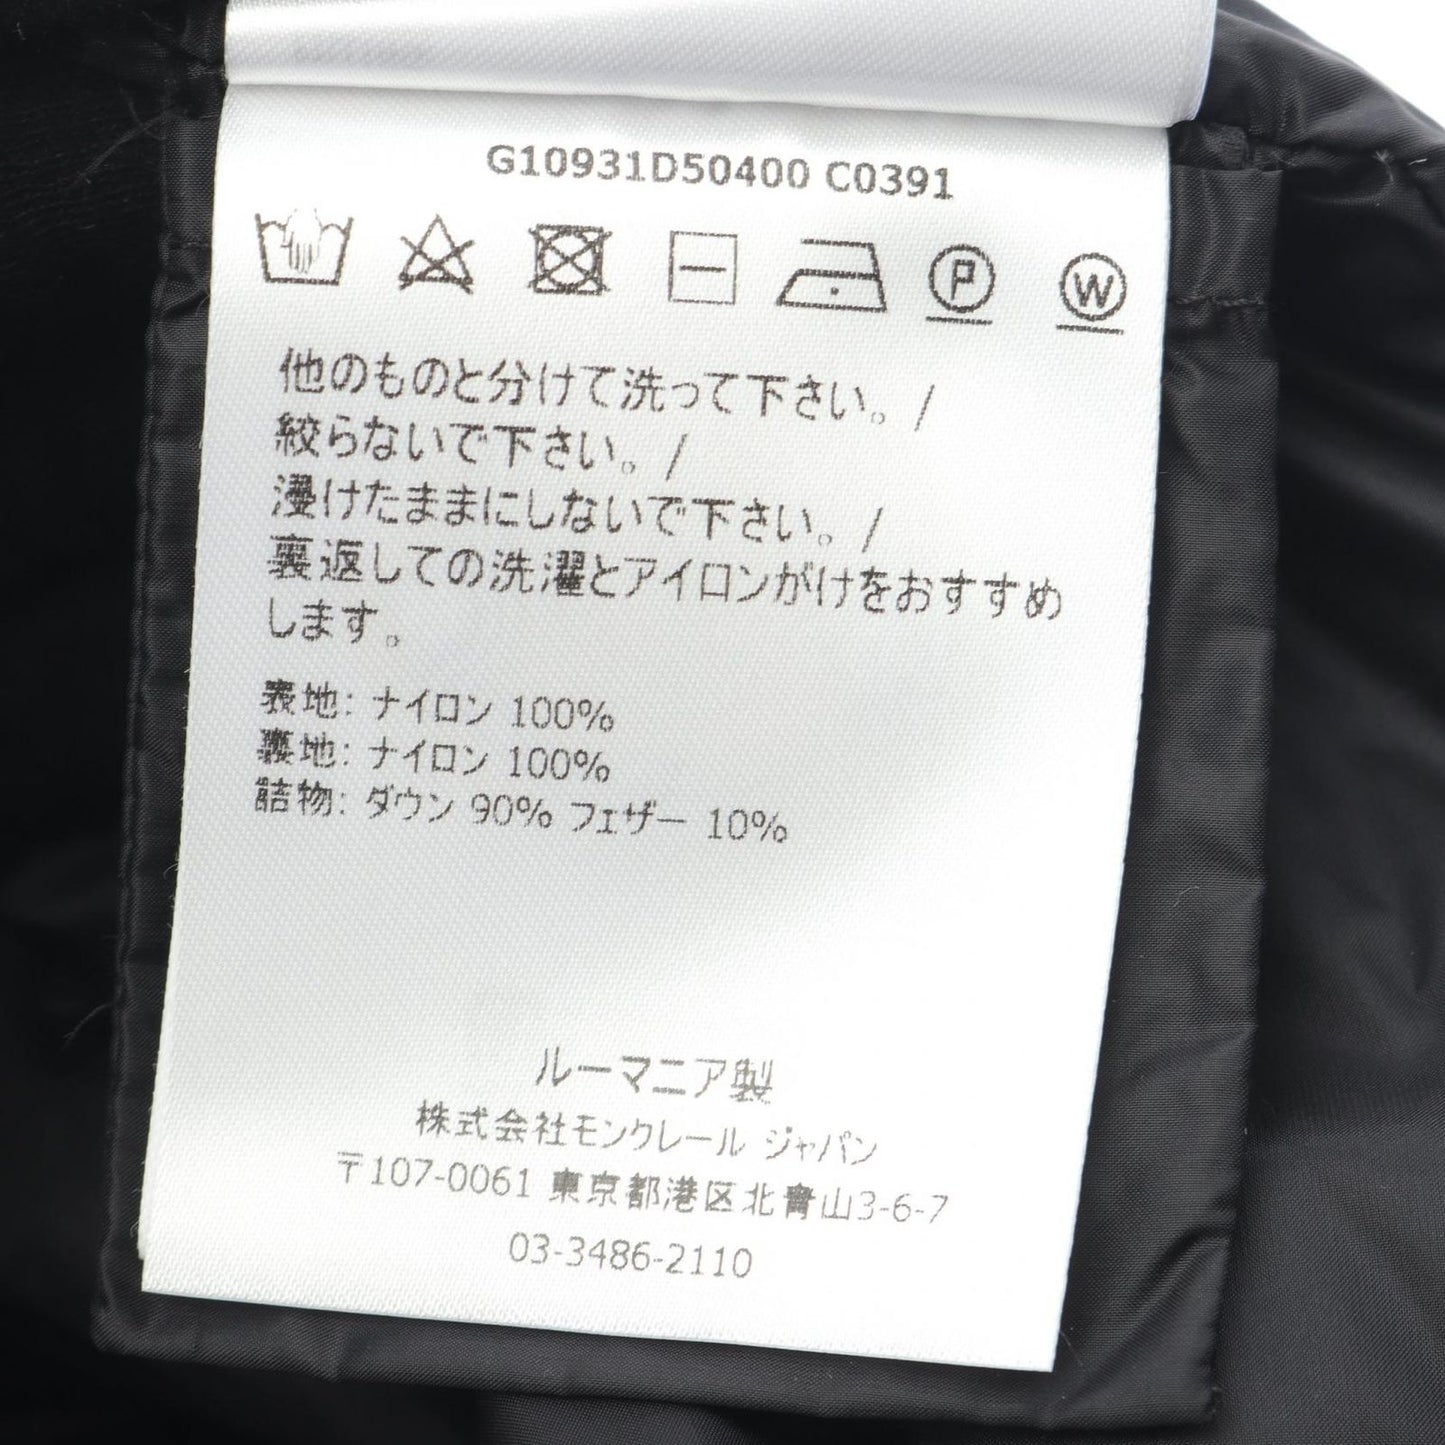 G10931D50400 C0391
P W
他のものと分けて洗って下さい。/
絞らないで下さい。/
浸けたままにしないで下さい。/
裏返しての洗濯とアイロンがけをおすすめ
します。
表地: ナイロン 100%
裏地: ナイロン 100%
詰物: ダウン 90% フェザー 10%
ルーマニア製
株式会社モンクレール ジャパン
〒107-0061 東京都港区北青山3-6-7
03-3486-2110